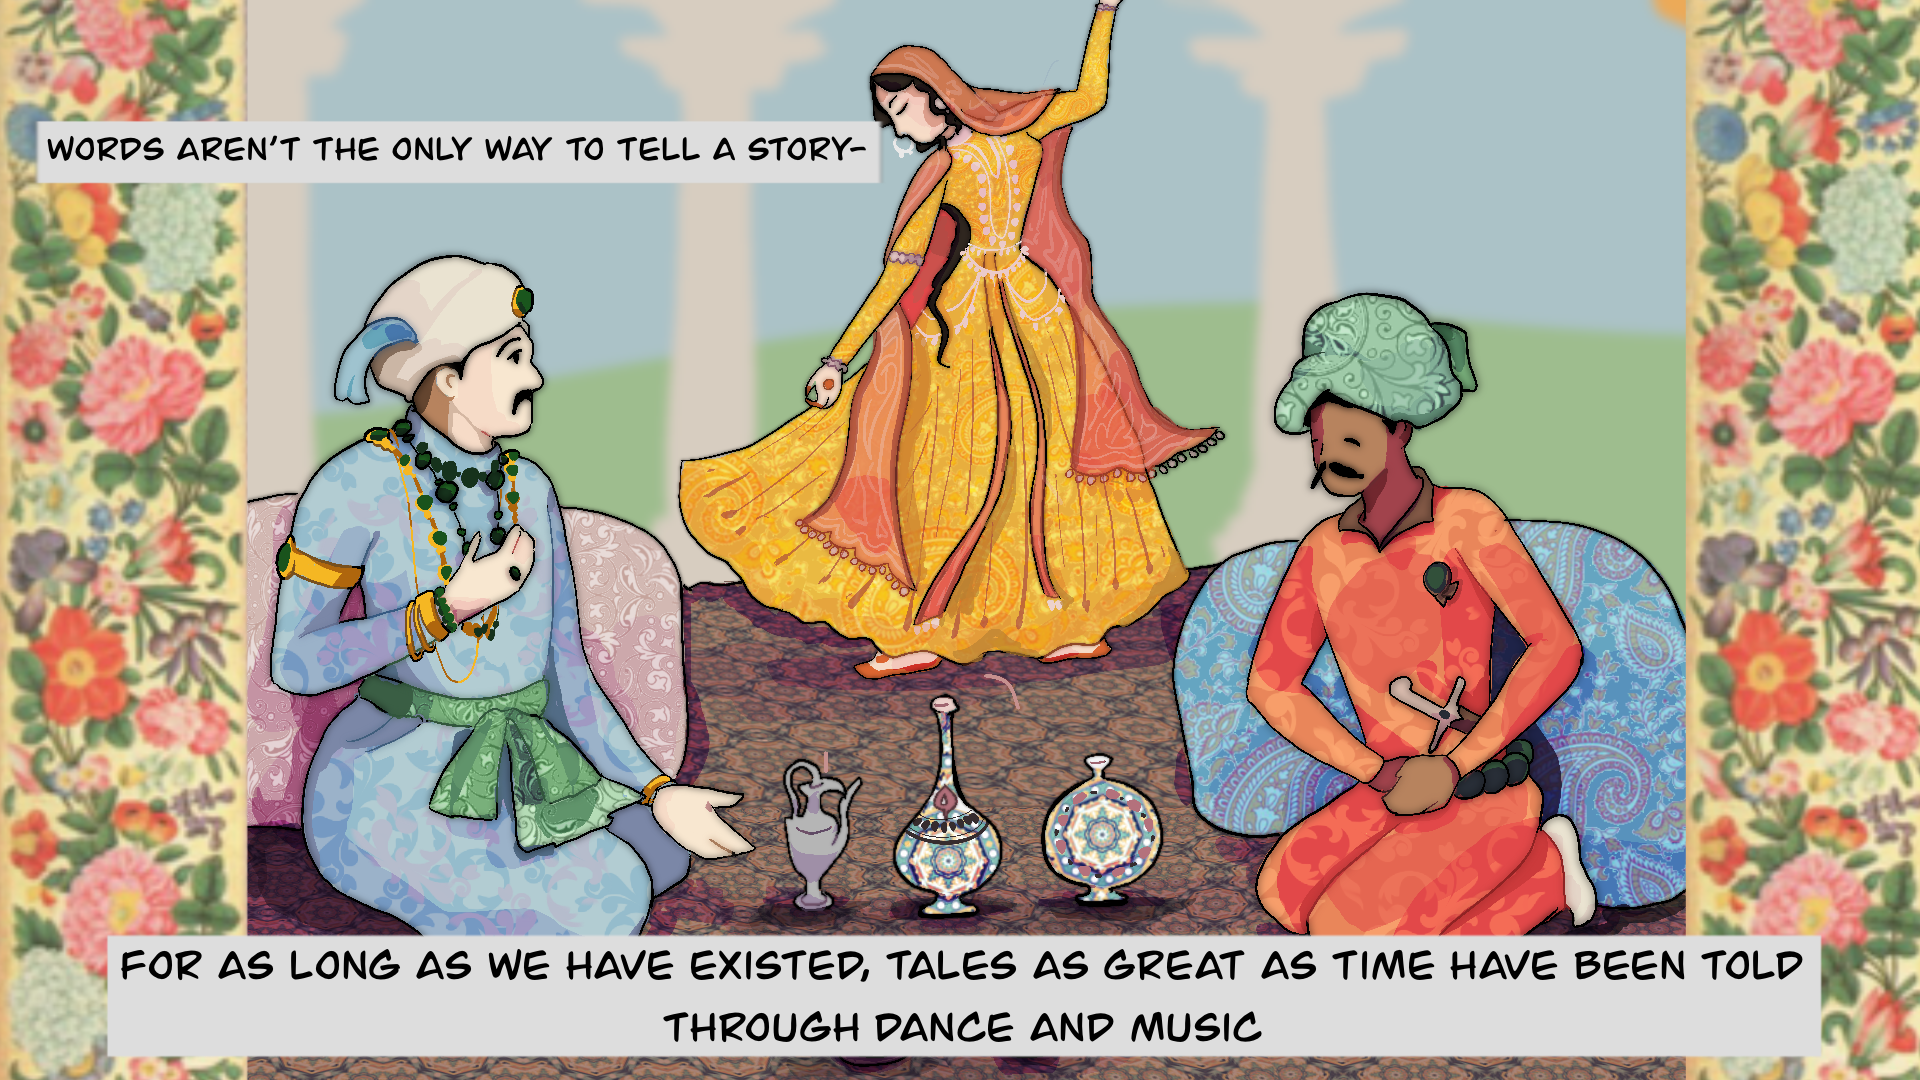 WORDS AREN'T THE ONLY WAY TO TELL A STORY-
FOR AS LONG AS WE HAVE EXISTED, TALES AS GREAT AS TIME HAVE BEEN TOLD
THROUGH DANCE AND MUSIC